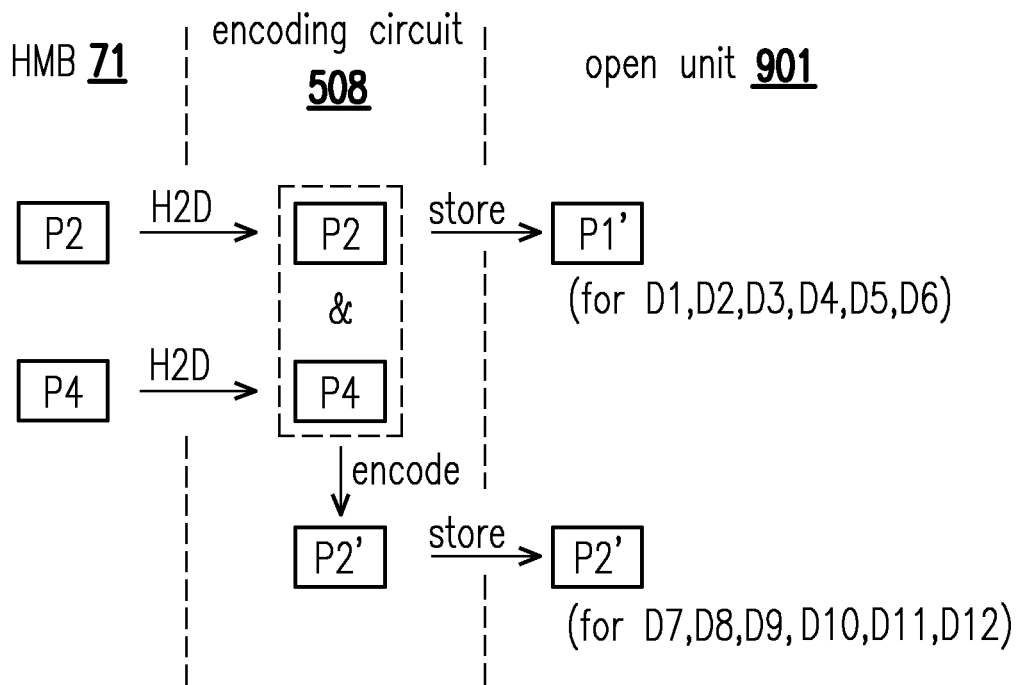 HMB 71
encoding circuit
508
open unit 901
P2
H2D
P2
store
P1'
(for D1,D2,D3,D4,D5,D6)
&
P4
H2D
P4
encode
P2'
store
P2'
(for D7,D8,D9,D10,D11,D12)